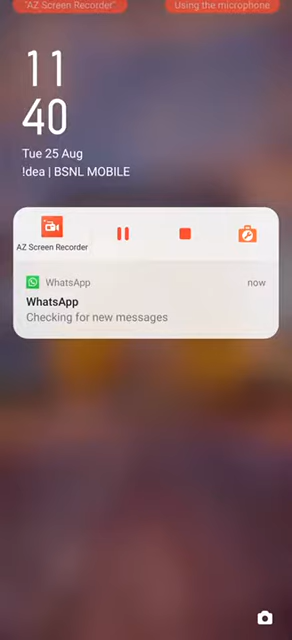 "AZ Screen Recorder"
Using the microphone
11
40
Tue 25 Aug
!dea | BSNL MOBILE
AZ Screen Recorder
WhatsApp
now
WhatsApp
Checking for new messages